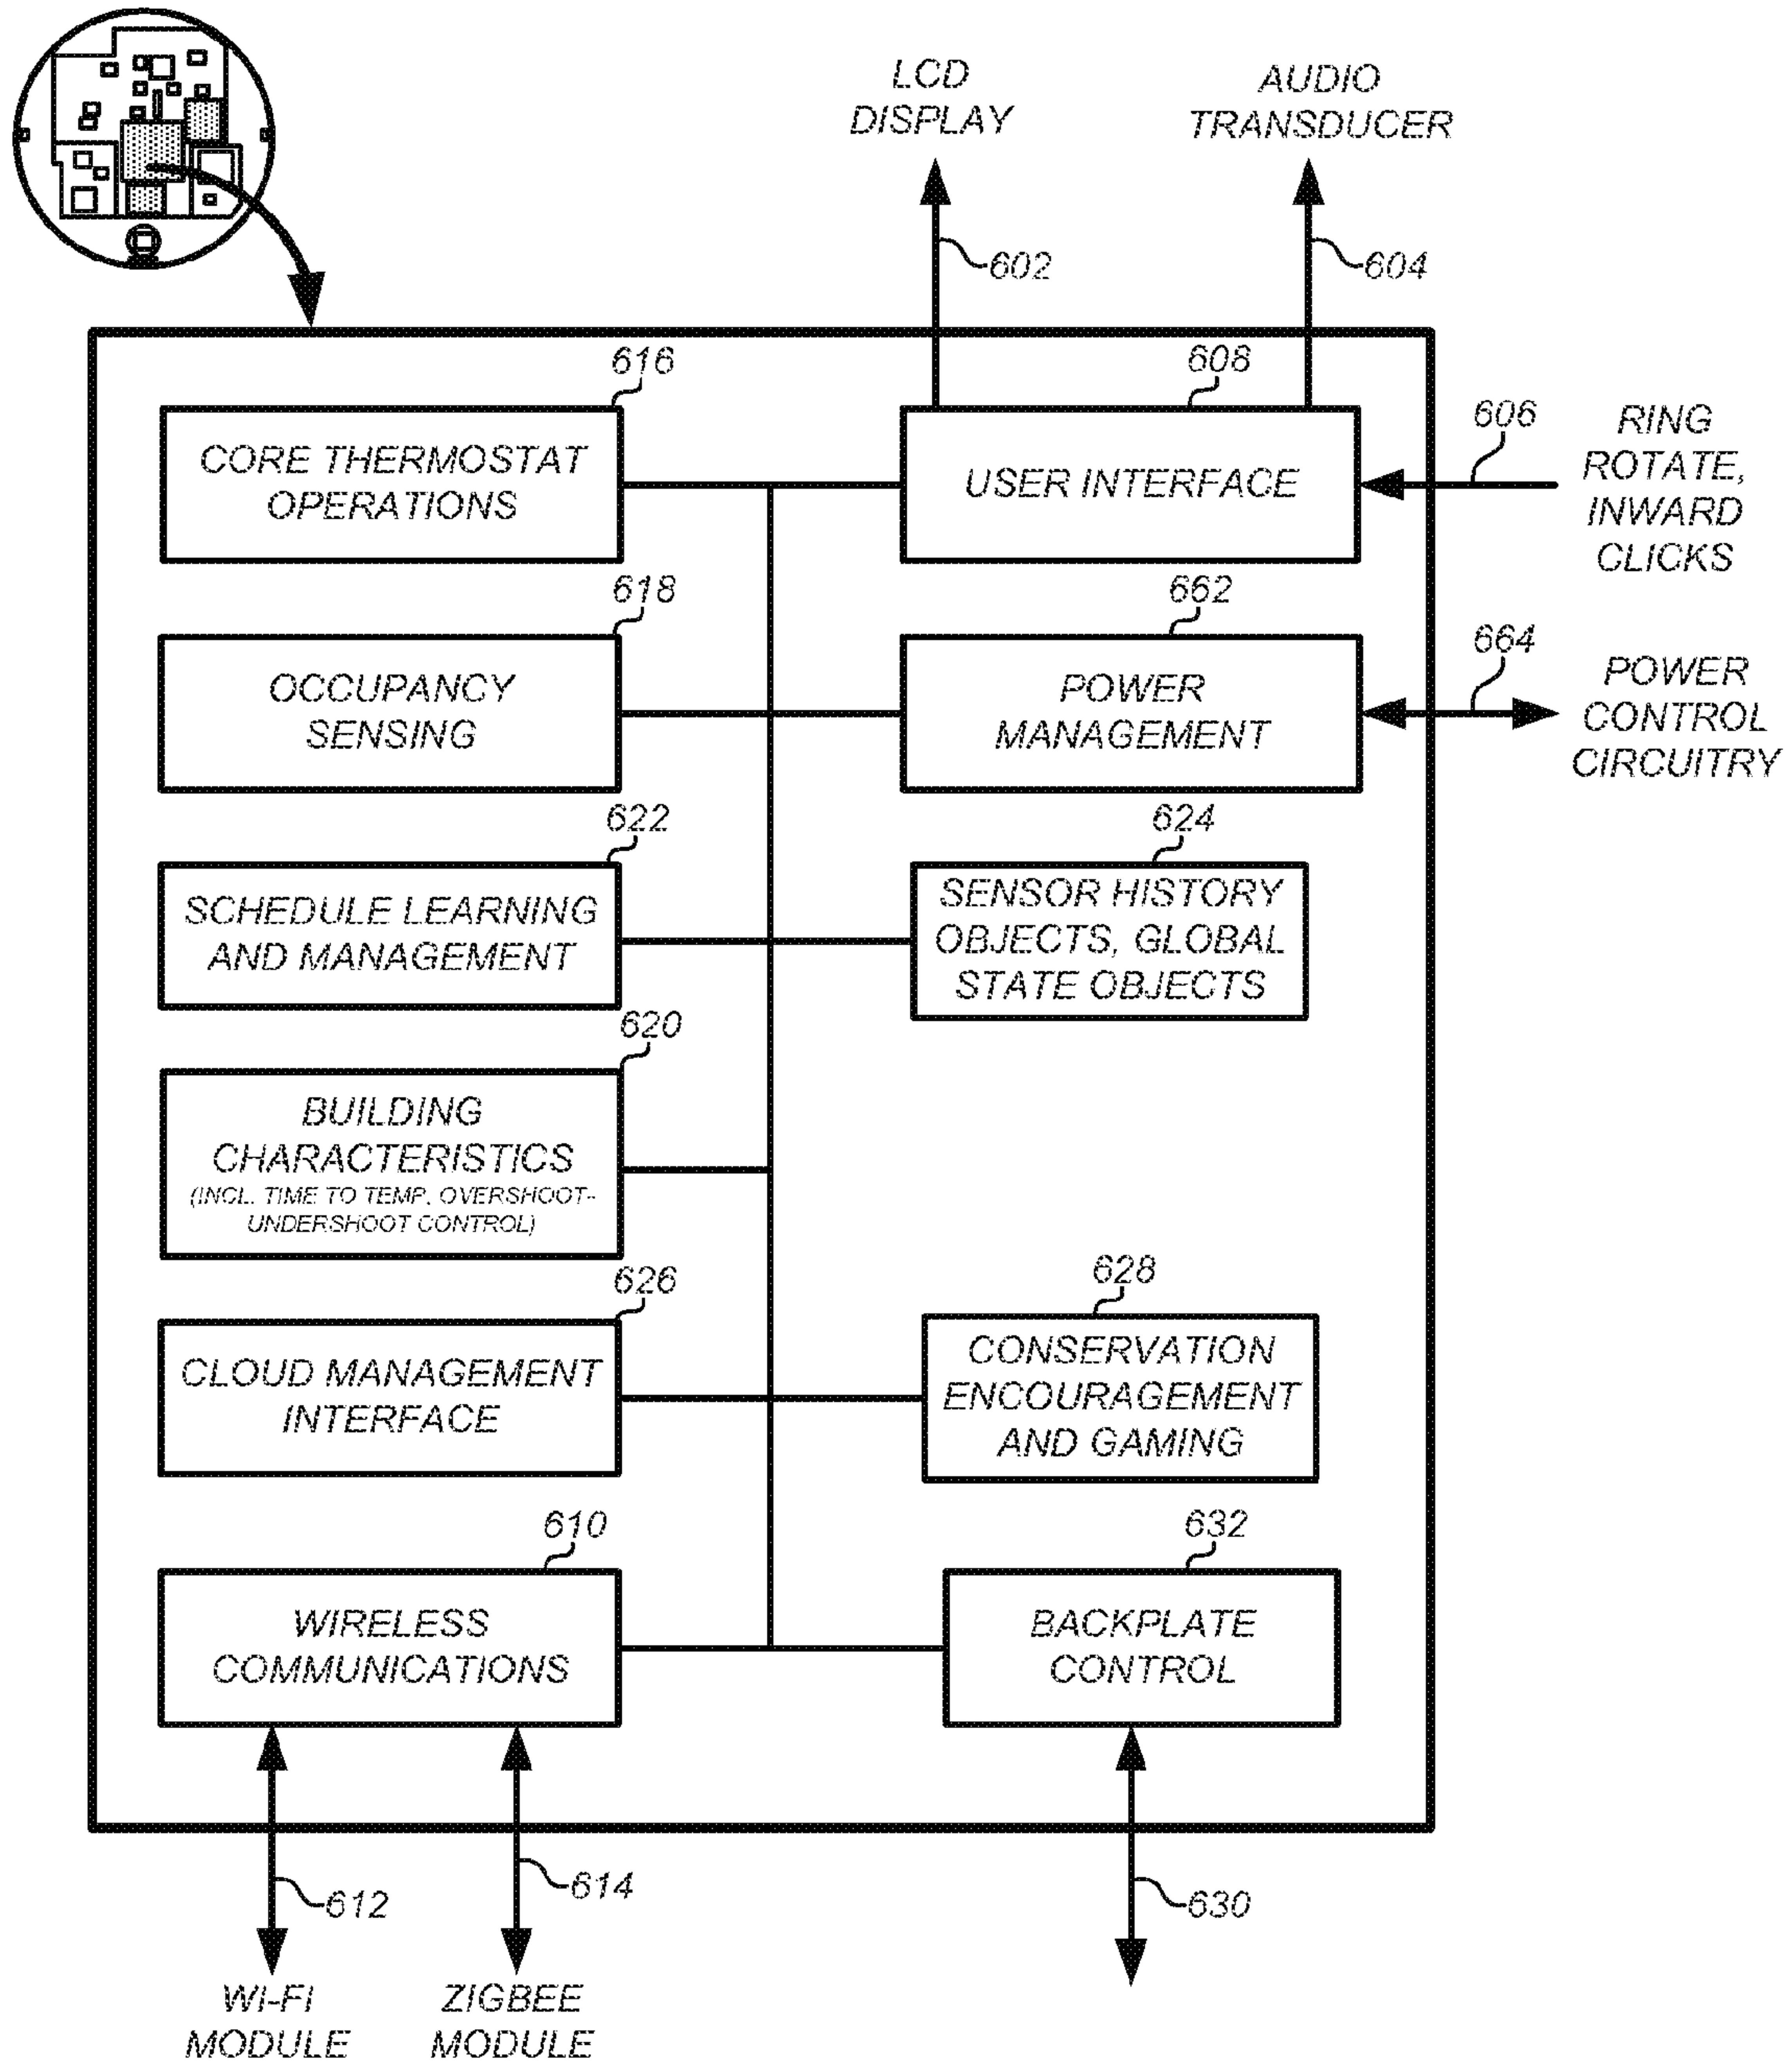 LCD
DISPLAY
AUDIO
TRANSDUCER
602
604
616
608
CORE THERMOSTAT
OPERATIONS
USER INTERFACE
606
RING
ROTATE,
INWARD
CLICKS
618
662
OCCUPANCY
SENSING
POWER
MANAGEMENT
664
POWER
CONTROL
CIRCUITRY
622
624
SCHEDULE LEARNING
AND MANAGEMENT
SENSOR HISTORY
OBJECTS, GLOBAL
STATE OBJECTS
620
BUILDING
CHARACTERISTICS
(INCL. TIME TO TEMP, OVERSHOOT-
UNDERSHOOT CONTROL)
626
628
CLOUD MANAGEMENT
INTERFACE
CONSERVATION
ENCOURAGEMENT
AND GAMING
610
632
WIRELESS
COMMUNICATIONS
BACKPLATE
CONTROL
612
614
630
WI-FI
MODULE
ZIGBEE
MODULE